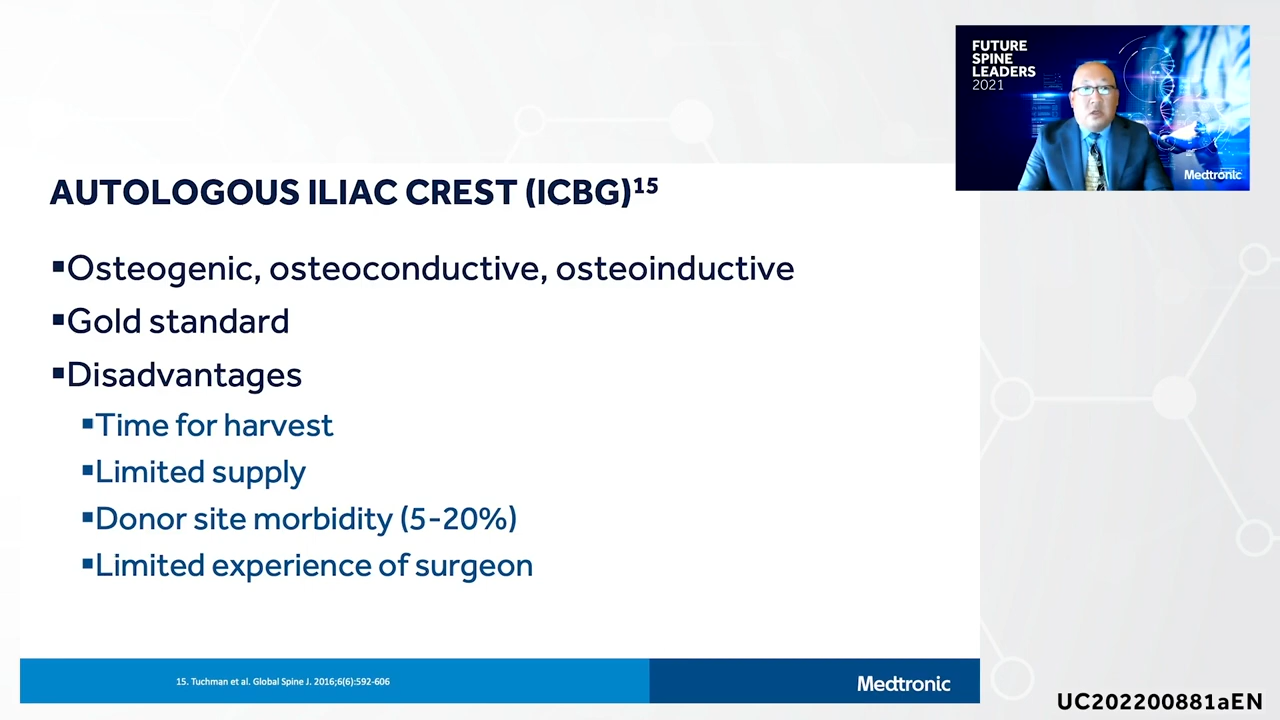 FUTURE
SPINE
LEADERS
2021
Medtronic
AUTOLOGOUS ILIAC CREST (ICBG)¹⁵
▪Osteogenic, osteoconductive, osteoinductive
▪Gold standard
▪Disadvantages
▪Time for harvest
▪Limited supply
▪Donor site morbidity (5-20%)
▪Limited experience of surgeon
15. Tuchman et al. Global Spine J. 2016;6(6):592-606
Medtronic
UC202200881aEN